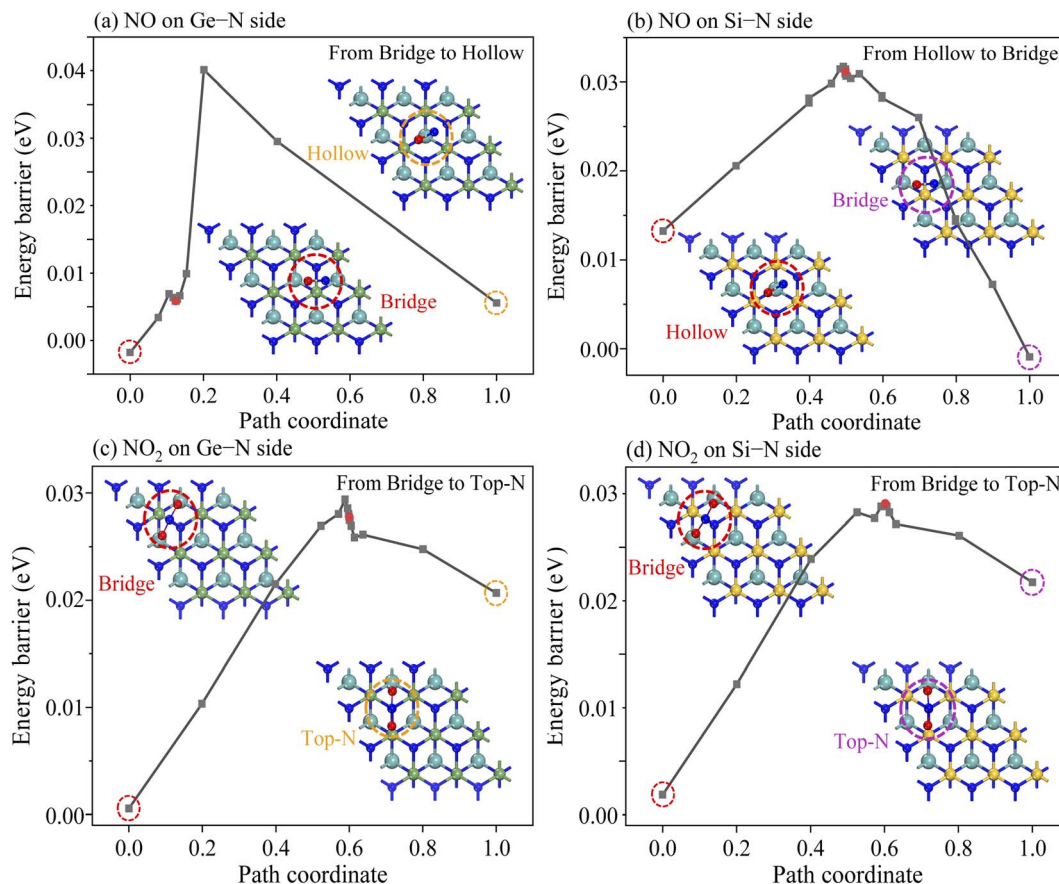 (a) NO on Ge−N side
From Bridge to Hollow
Energy barrier (eV)
0.04
0.03
0.02
0.01
0.00
Hollow
Bridge
0.0 0.2 0.4 0.6 0.8 1.0
Path coordinate
(b) NO on Si−N side
From Hollow to Bridge
Energy barrier (eV)
0.03
0.02
0.01
0.00
Bridge
Hollow
0.0 0.2 0.4 0.6 0.8 1.0
Path coordinate
(c) NO₂ on Ge−N side
From Bridge to Top-N
Energy barrier (eV)
0.03
0.02
0.01
0.00
Bridge
Top-N
0.0 0.2 0.4 0.6 0.8 1.0
Path coordinate
(d) NO₂ on Si−N side
From Bridge to Top-N
Energy barrier (eV)
0.03
0.02
0.01
0.00
Bridge
Top-N
0.0 0.2 0.4 0.6 0.8 1.0
Path coordinate